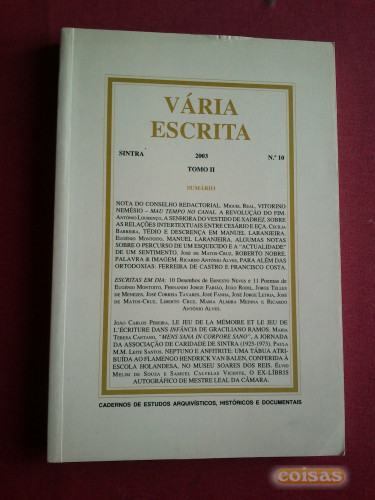 VÁRIA
ESCRITA
SINTRA 2003 N.º 10
TOMO II
SUMÁRIO
NOTA DO CONSELHO REDACTORIAL. MIGUEL REAL, VITORINO
NEMÉSIO – MAU TEMPO NO CANAL. A REVOLUÇÃO DO FIM.
ANTÓNIO LOURENÇO, A SENHORA DO VESTIDO DE XADREZ. SOBRE
AS RELAÇÕES INTERTEXTUAIS ENTRE CESÁRIO E EÇA. CECÍLIA
BARREIRA, TÉDIO E DESCRENÇA EM MANUEL LARANJEIRA.
EUGÉNIO MONTOITO, MANUEL LARANJEIRA. ALGUMAS NOTAS
SOBRE O PERCURSO DE UM ESQUECIDO E A "ACTUALIDADE"
DE UM SENTIMENTO. JOSÉ DE MATOS-CRUZ, ROBERTO NOBRE.
PALAVRA & IMAGEM. RICARDO ANTÓNIO ALVES, PARA ALÉM DAS
ORTODOXIAS: FERREIRA DE CASTRO E FRANCISCO COSTA.
ESCRITAS EM DIA: 10 Desenhos de ERNESTO NEVES e 11 Poemas de
EUGÉNIO MONTOITO, FERNANDO JORGE FABIÃO, JOÃO RODIL, JORGE TELLES
DE MENEZES, JOSÉ CORREIA TAVARES, JOSÉ FANHA, JOSÉ JORGE LETRIA, JOSÉ
DE MATOS-CRUZ, LIBERTO CRUZ, MARIA ALMIRA MEDINA E RICARDO
ANTÓNIO ALVES.
JOÃO CARLOS PEREIRA, LE JEU DE LA MÉMOIRE ET LE JEU DE
L'ÉCRITURE DANS INFÂNCIA DE GRACILIANO RAMOS. MARIA
TERESA CAETANO, "MENS SANA IN CORPORE SANO", A JORNADA
DA ASSOCIAÇÃO DE CARIDADE DE SINTRA (1925-1975). PAULA
M.M. LEITE SANTOS, NEPTUNO E ANFITRITE: UMA TÁBUA ATRI-
BUÍDA AO FLAMENGO HENDRICK VAN BALEN, CONFERIDA À
ESCOLA HOLANDESA, NO MUSEU SOARES DOS REIS. ÉLVIO
MELIM DE SOUSA E SAMUEL CALVELAS VICENTE, O EX-LÍBRIS
AUTOGRÁFICO DE MESTRE LEAL DA CÂMARA.
CADERNOS DE ESTUDOS ARQUIVÍSTICOS, HISTÓRICOS E DOCUMENTAIS
coisas